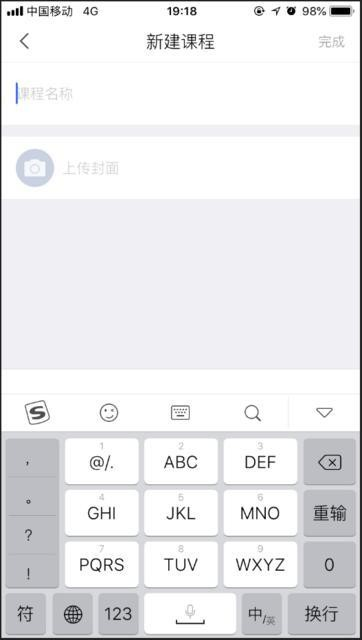 中国移动 4G 19:18 98%
新建课程 完成
课程名称
上传封面
S
, 1 @/. 2 ABC 3 DEF
。 4 GHI 5 JKL 6 MNO 重输
? 7 PQRS 8 TUV 9 WXYZ 0
!
符 123 中/英 换行